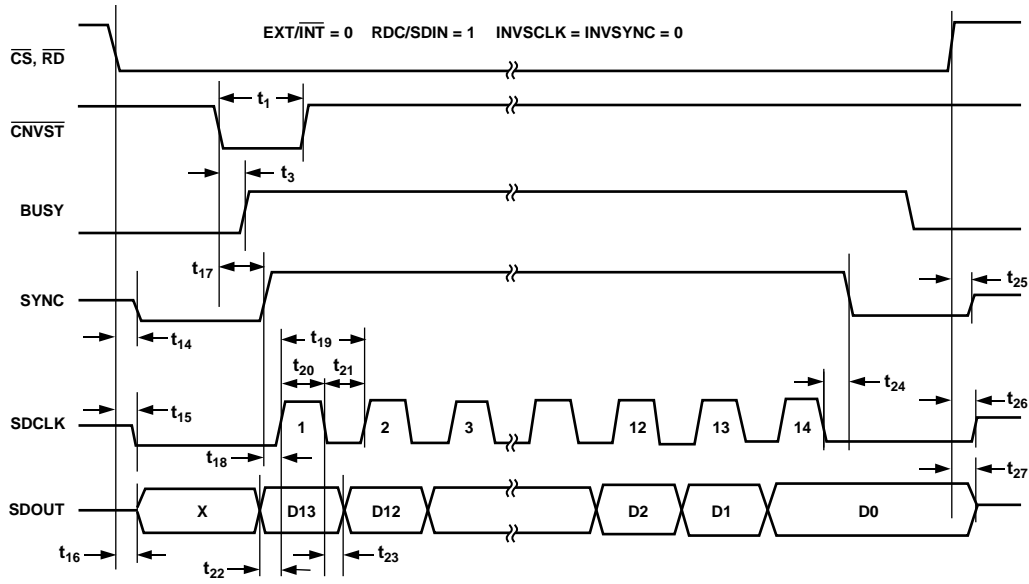 EXT/INT = 0 RDC/SDIN = 1 INVSCLK = INVSYNC = 0
CS, RD
t1
CNVST
t3
BUSY
t17
SYNC
t25
t14
t19
t20 t21
t24
t15
t26
SDCLK
1 2 3 12 13 14
t18
t27
SDOUT
X D13 D12 D2 D1 D0
t16
t22
t23